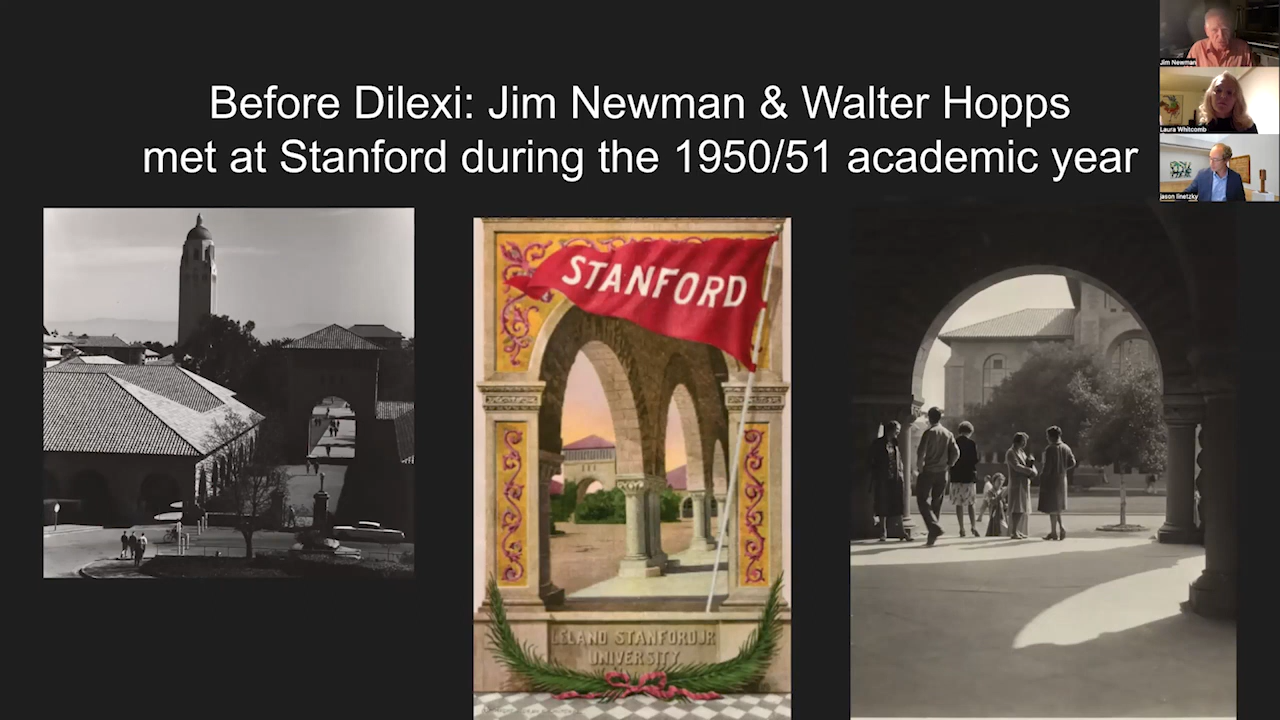 Before Dilexi: Jim Newman & Walter Hopps
met at Stanford during the 1950/51 academic year
Jim Newman
Laura Whitcomb
jason linetzky
STANFORD
LELAND STANFORD JR
UNIVERSITY